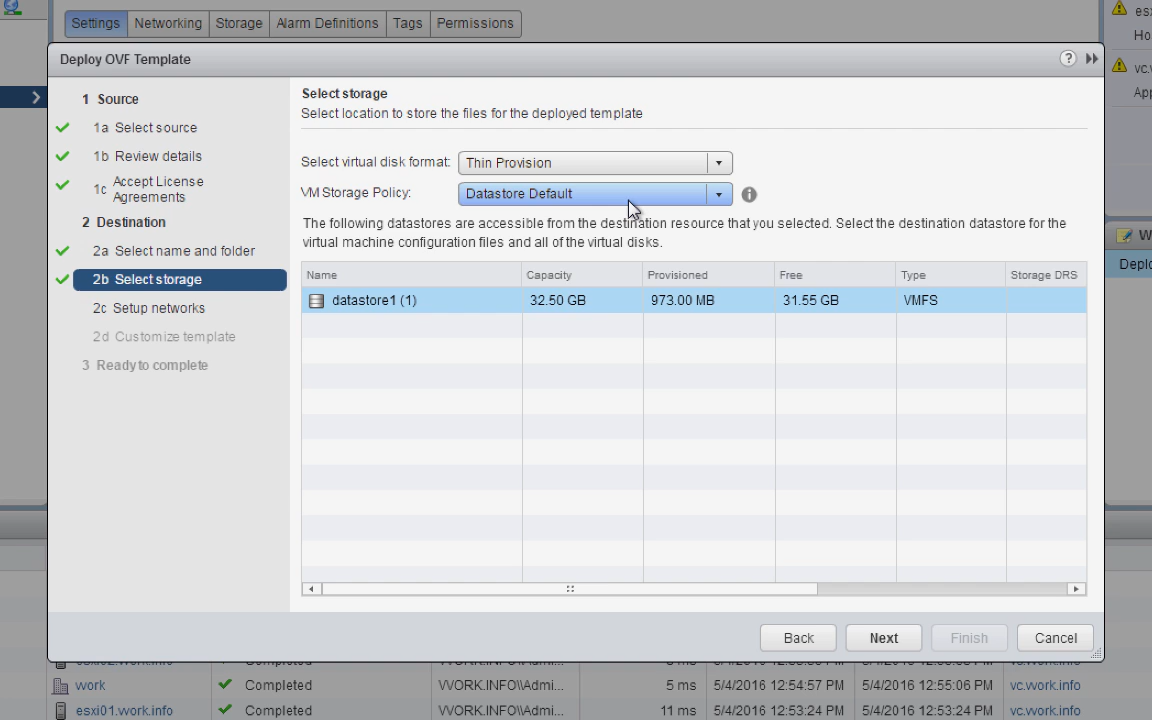 Settings Networking Storage Alarm Definitions Tags Permissions
Deploy OVF Template
1 Source
1a Select source
1b Review details
1c Accept License
Agreements
2 Destination
2a Select name and folder
2b Select storage
2c Setup networks
2d Customize template
3 Ready to complete
Select storage
Select location to store the files for the deployed template
Select virtual disk format: Thin Provision
VM Storage Policy: Datastore Default
The following datastores are accessible from the destination resource that you selected. Select the destination datastore for the
virtual machine configuration files and all of the virtual disks.
Name Capacity Provisioned Free Type Storage DRS
datastore1 (1) 32.50 GB 973.00 MB 31.55 GB VMFS
Back Next Finish Cancel
work Completed WORK.INFO\\Admi... 5 ms 5/4/2016 12:54:57 PM 5/4/2016 12:55:06 PM vc.work.info
esxi01.work.info Completed WORK.INFO\\Admi... 11 ms 5/4/2016 12:53:24 PM 5/4/2016 12:53:24 PM vc.work.info